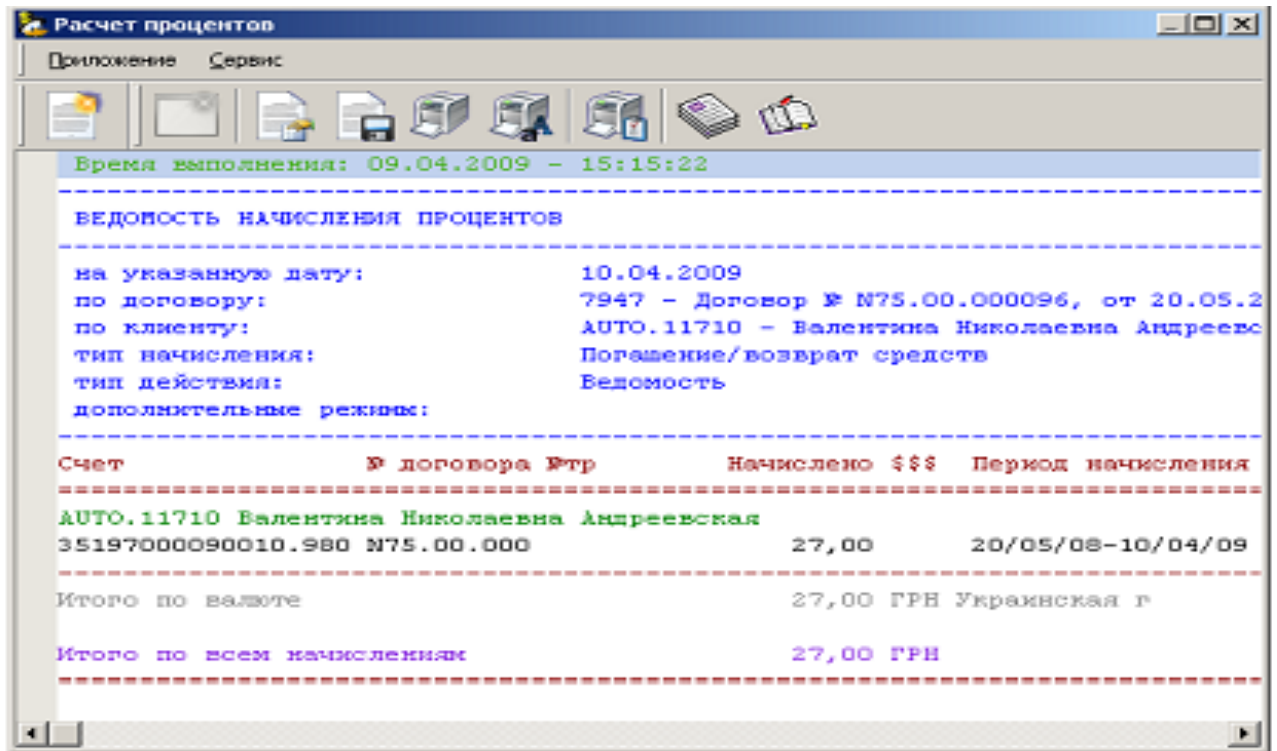 Расчет процентов
Приложение Сервис
Время выполнения: 09.04.2009 - 15:15:22
ВЕДОМОСТЬ НАЧИСЛЕНИЯ ПРОЦЕНТОВ
на указанную дату: 10.04.2009
по договору: 7947 - Договор № N75.00.000096, от 20.05.2
по клиенту: AUTO.11710 - Валентина Николаевна Андреевс
тип начисления: Погашение/возврат средств
тип действия: Ведомость
дополнительные режимы:
Счет № договора №тр Начислено $$$ Период начисления
AUTO.11710 Валентина Николаевна Андреевская
35197000090010.980 N75.00.000 27,00 20/05/08-10/04/09
Итого по валюте 27,00 ГРН Украинская г
Итого по всем начислениям 27,00 ГРН